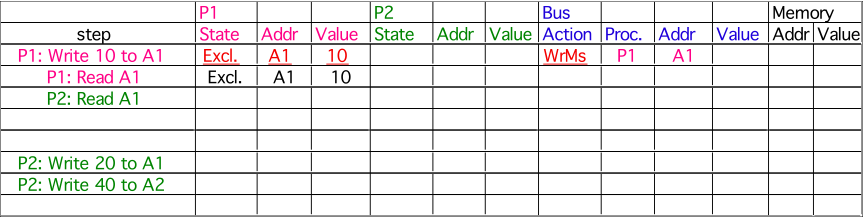 P1 P2 Bus Memory
step State Addr Value State Addr Value Action Proc. Addr Value Addr Value
P1: Write 10 to A1 Excl. A1 10 WrMs P1 A1
P1: Read A1 Excl. A1 10
P2: Read A1
P2: Write 20 to A1
P2: Write 40 to A2